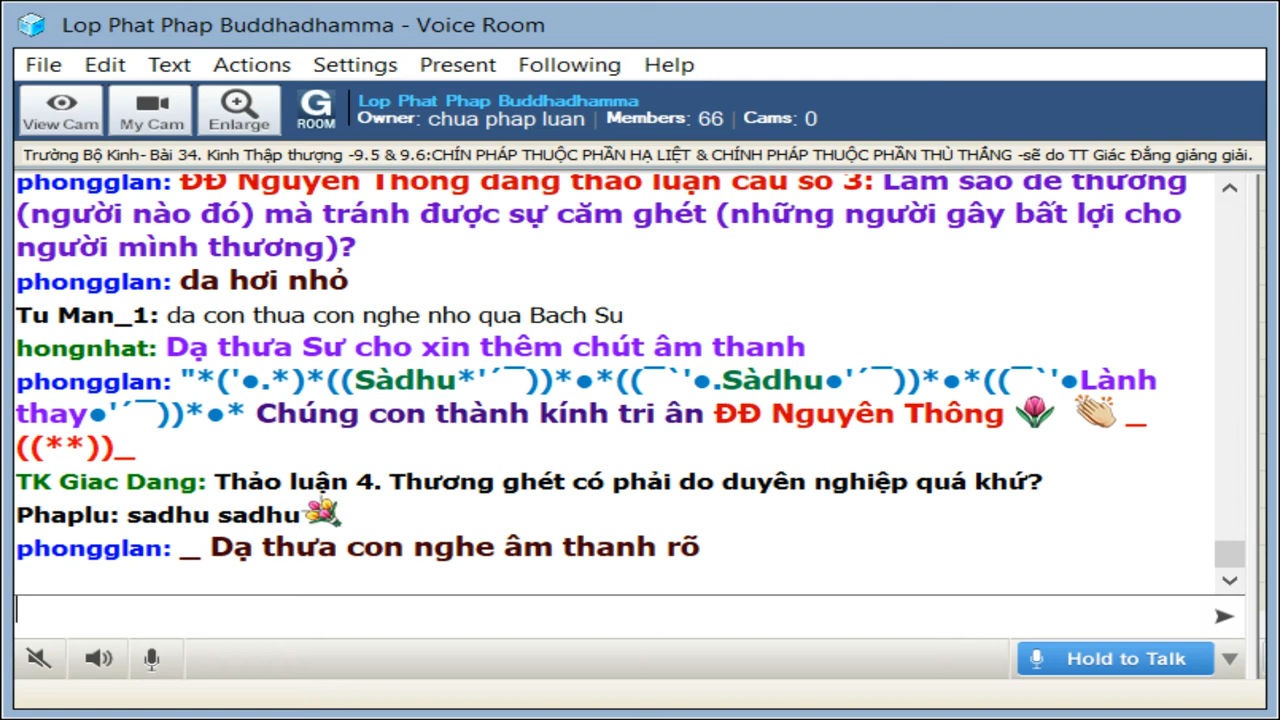 Lop Phat Phap Buddhadhamma - Voice Room
File Edit Text Actions Settings Present Following Help
View Cam My Cam Enlarge G ROOM Lop Phat Phap Buddhadhamma
Owner: chua phap luan | Members: 66 | Cams: 0
Trường Bộ Kinh- Bài 34. Kinh Thập thượng -9.5 & 9.6:CHÍN PHÁP THUỘC PHẦN HẠ LIỆT & CHÍNH PHÁP THUỘC PHẦN THÙ THẮNG -sẽ do TT Giác Đẳng giảng giải.
phongglan: ĐĐ Nguyên Thông đang thảo luận câu số 3: Làm sao để thương
(người nào đó) mà tránh được sự căm ghét (những người gây bất lợi cho
người mình thương)?
phongglan: da hơi nhỏ
Tu Man_1: da con thua con nghe nho qua Bach Su
hongnhat: Dạ thưa Sư cho xin thêm chút âm thanh
phongglan: "*('●.*)*((Sàdhu*'´¯))*●*((¯`'●.Sàdhu●'´¯))*●*((¯`'●Lành
thay●'´¯))*●* Chúng con thành kính tri ân ĐĐ Nguyên Thông _
((**))_
TK Giac Dang: Thảo luận 4. Thương ghét có phải do duyên nghiệp quá khứ?
Phaplu: sadhu sadhu
phongglan: _ Dạ thưa con nghe âm thanh rõ
Hold to Talk